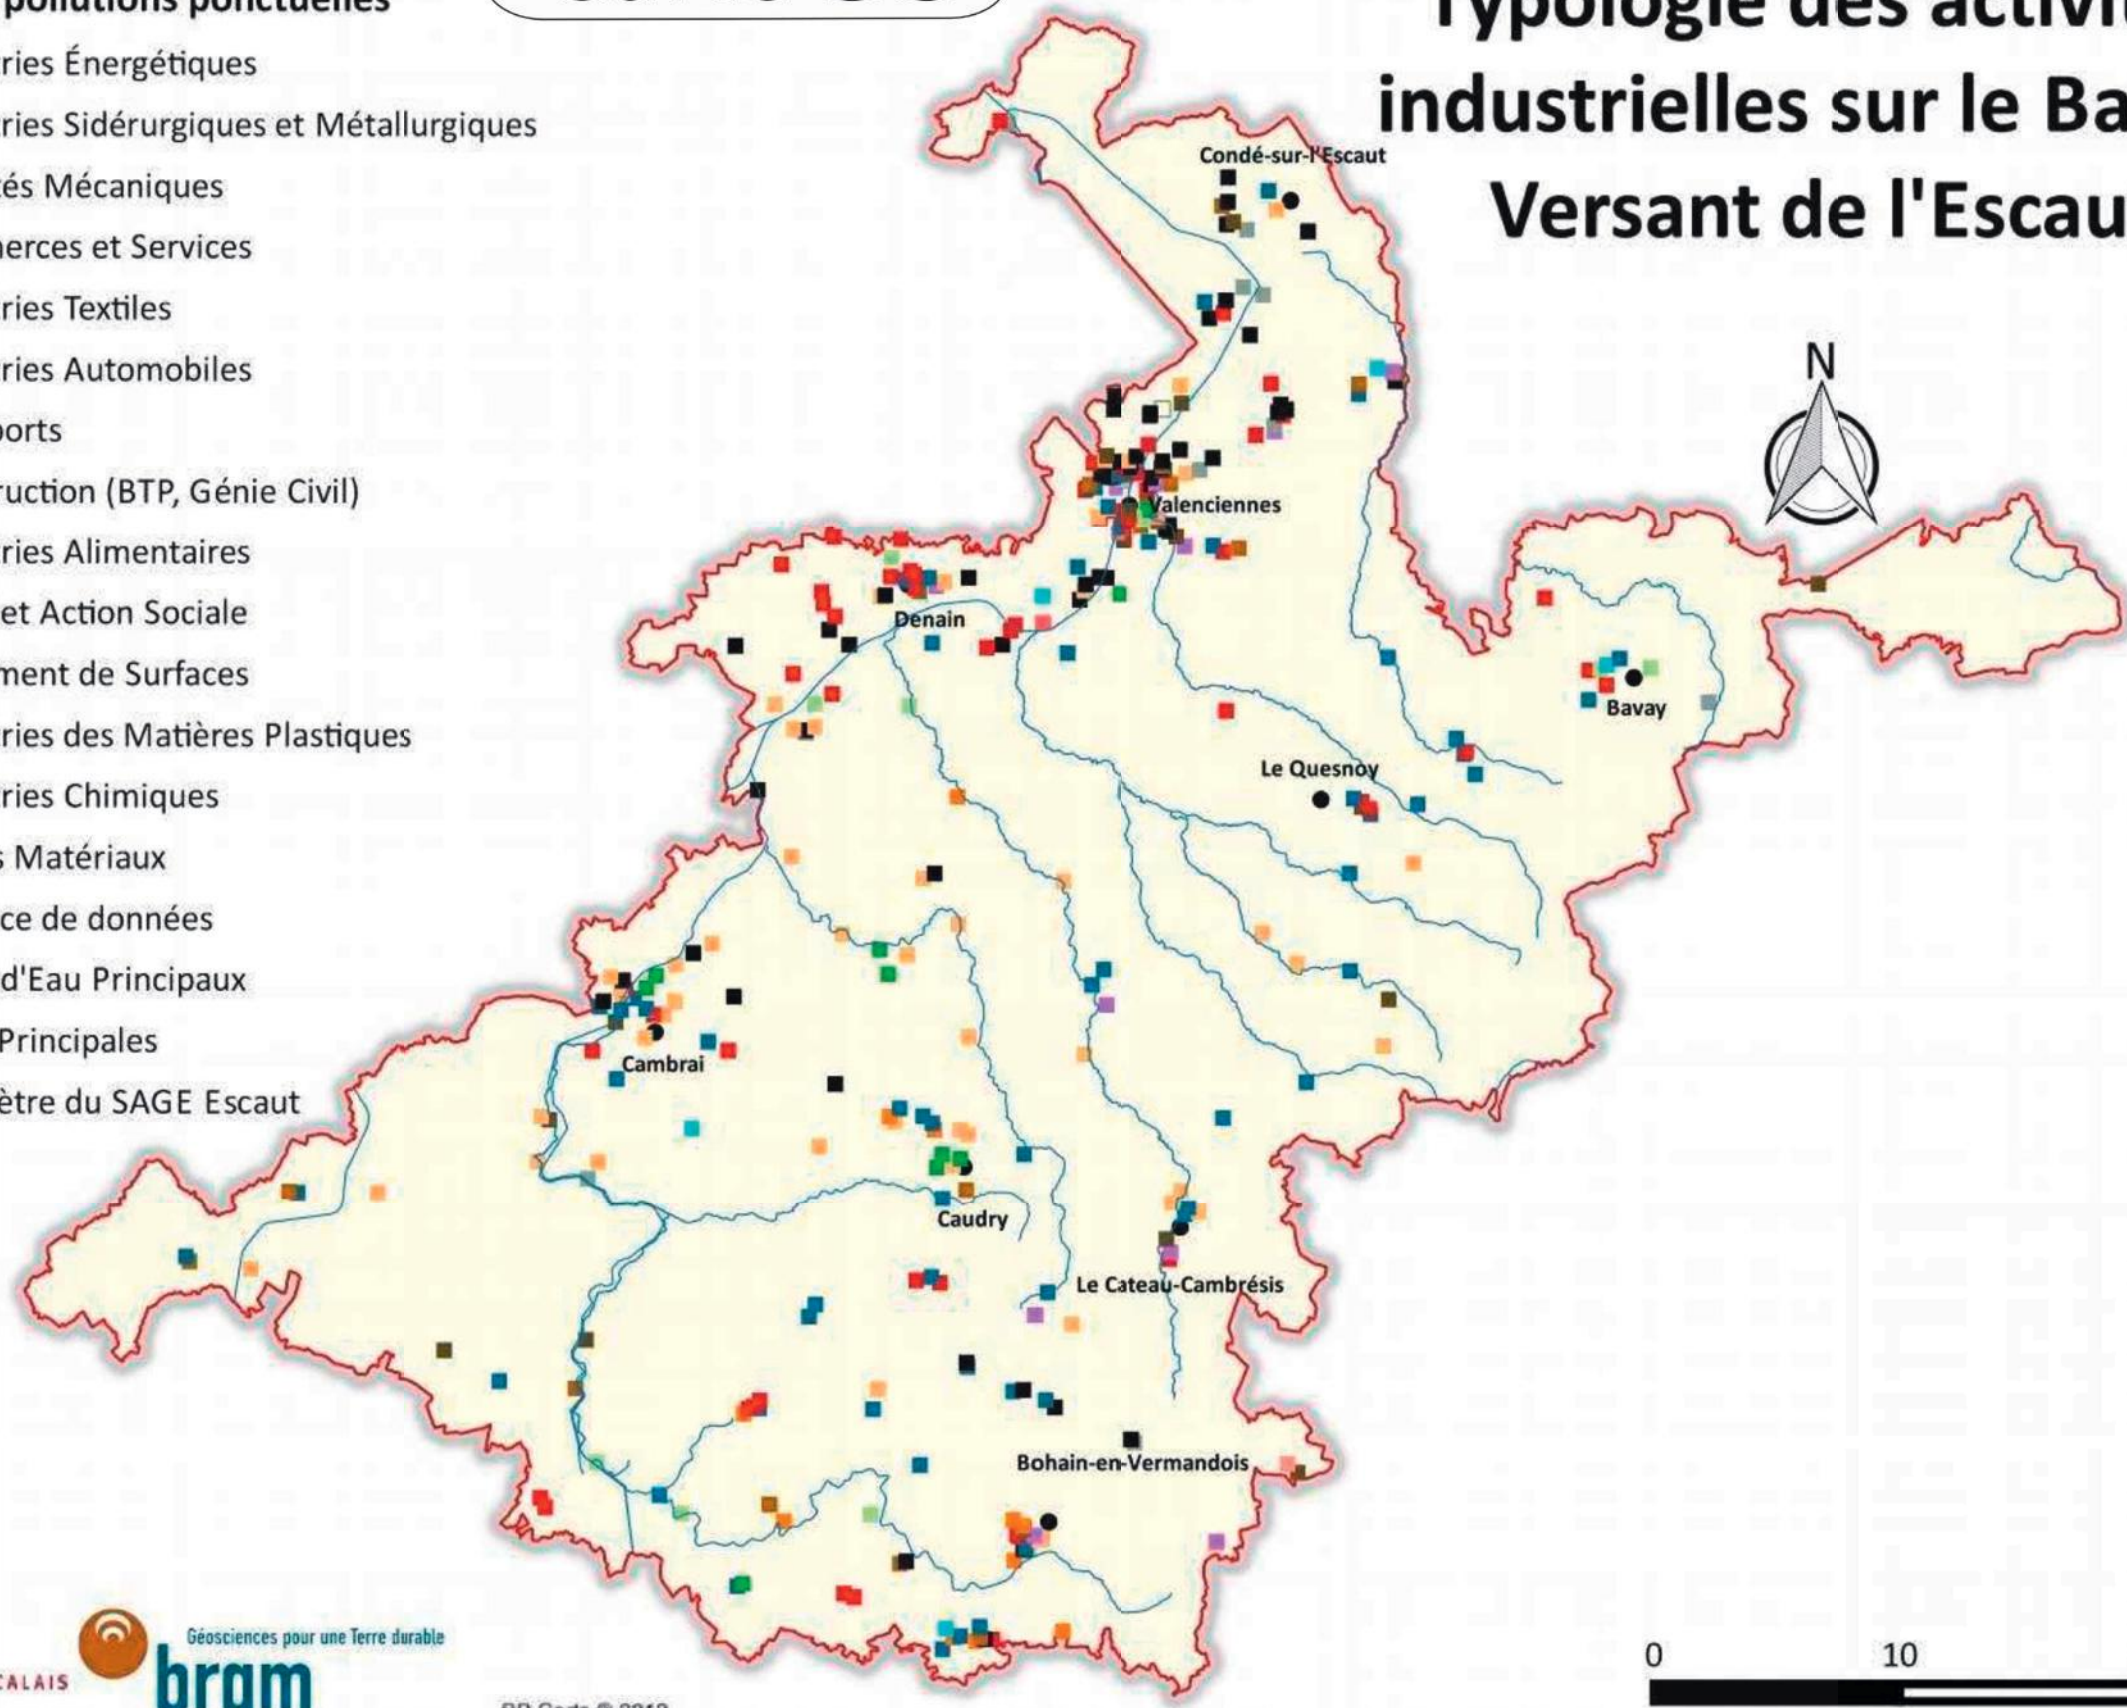 pollutions ponctuelles
ries Énergétiques
ries Sidérurgiques et Métallurgiques
tés Mécaniques
nerces et Services
ries Textiles
ries Automobiles
ports
ruction (BTP, Génie Civil)
ries Alimentaires
et Action Sociale
ment de Surfaces
ries des Matières Plastiques
ries Chimiques
s Matériaux
ce de données
d'Eau Principaux
Principales
ètre du SAGE Escaut
Typologie des activi
industrielles sur le Ba
Versant de l'Escau
N
Condé-sur-l'Escaut
Valenciennes
Denain
Bavay
Le Quesnoy
Cambrai
Caudry
Le Cateau-Cambrésis
Bohain-en-Vermandois
Géosciences pour une Terre durable
brgm
CALAIS
0 10